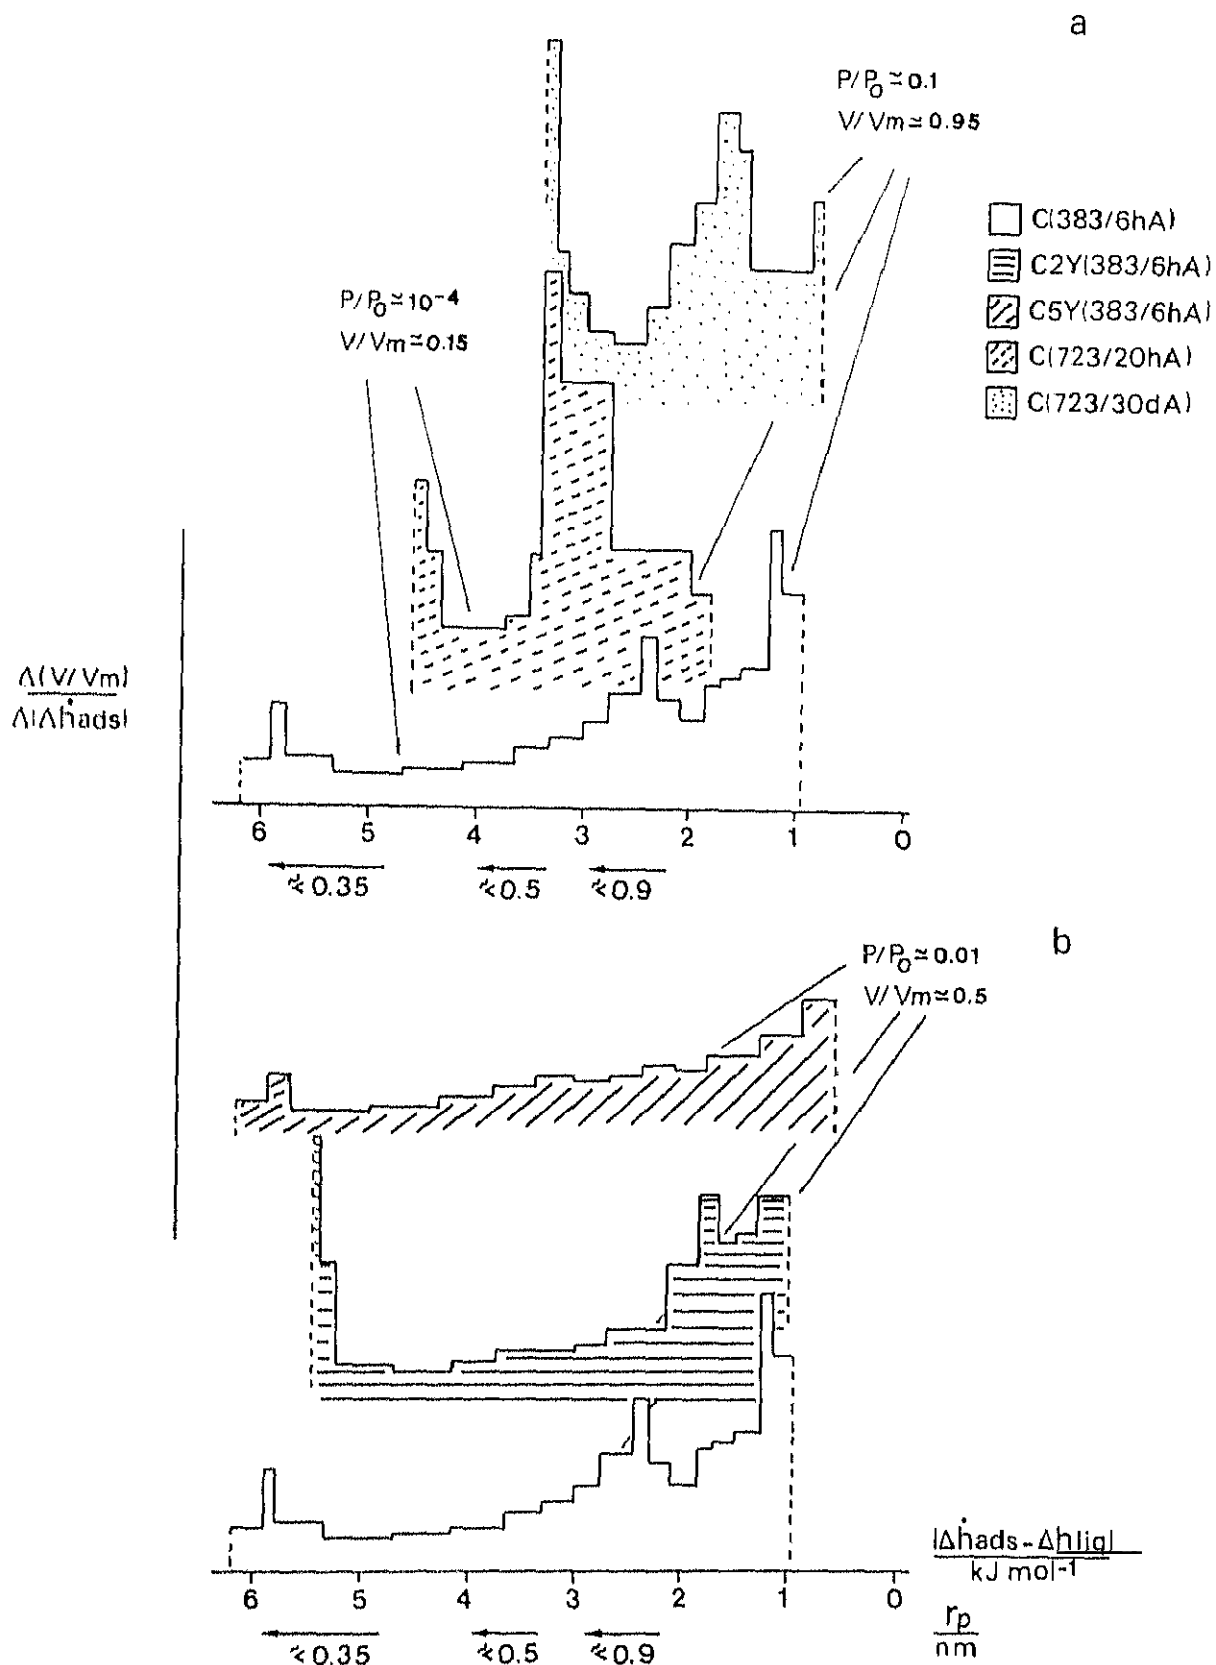 a
P/P₀≃0.1
V/Vm≃0.95
C(383/6hA)
C2Y(383/6hA)
C5Y(383/6hA)
C(723/20hA)
C(723/30dA)
P/P₀≃10⁻⁴
V/Vm≃0.15
Δ(V/Vm)
Δ|Δḣads|
6 5 4 3 2 1 0
≲0.35 ≲0.5 ≲0.9
b
P/P₀≃0.01
V/Vm≃0.5
|Δḣads-Δhliq|
kJ mol⁻¹
6 5 4 3 2 1 0
rp
nm
≲0.35 ≲0.5 ≲0.9